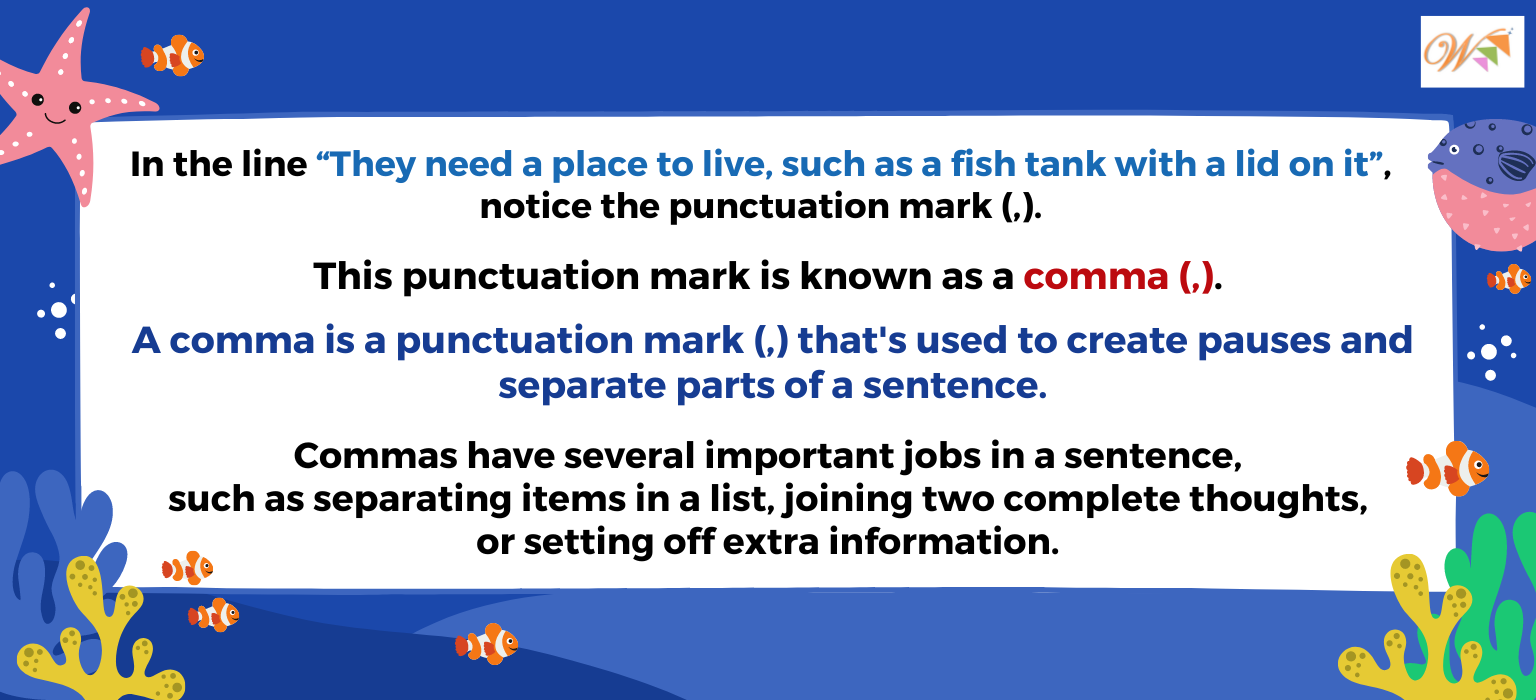 In the line “They need a place to live, such as a fish tank with a lid on it”,
notice the punctuation mark (,).
This punctuation mark is known as a comma (,).
A comma is a punctuation mark (,) that's used to create pauses and
separate parts of a sentence.
Commas have several important jobs in a sentence,
such as separating items in a list, joining two complete thoughts,
or setting off extra information.